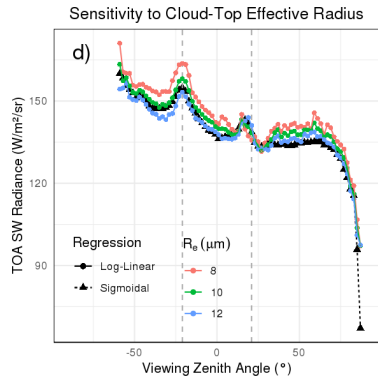 Sensitivity to Cloud-Top Effective Radius
d)
TOA SW Radiance (W/m²/sr)
150
120
90
Regression
Log-Linear
Sigmoidal
Re (μm)
8
10
12
-50
0
50
Viewing Zenith Angle (°)